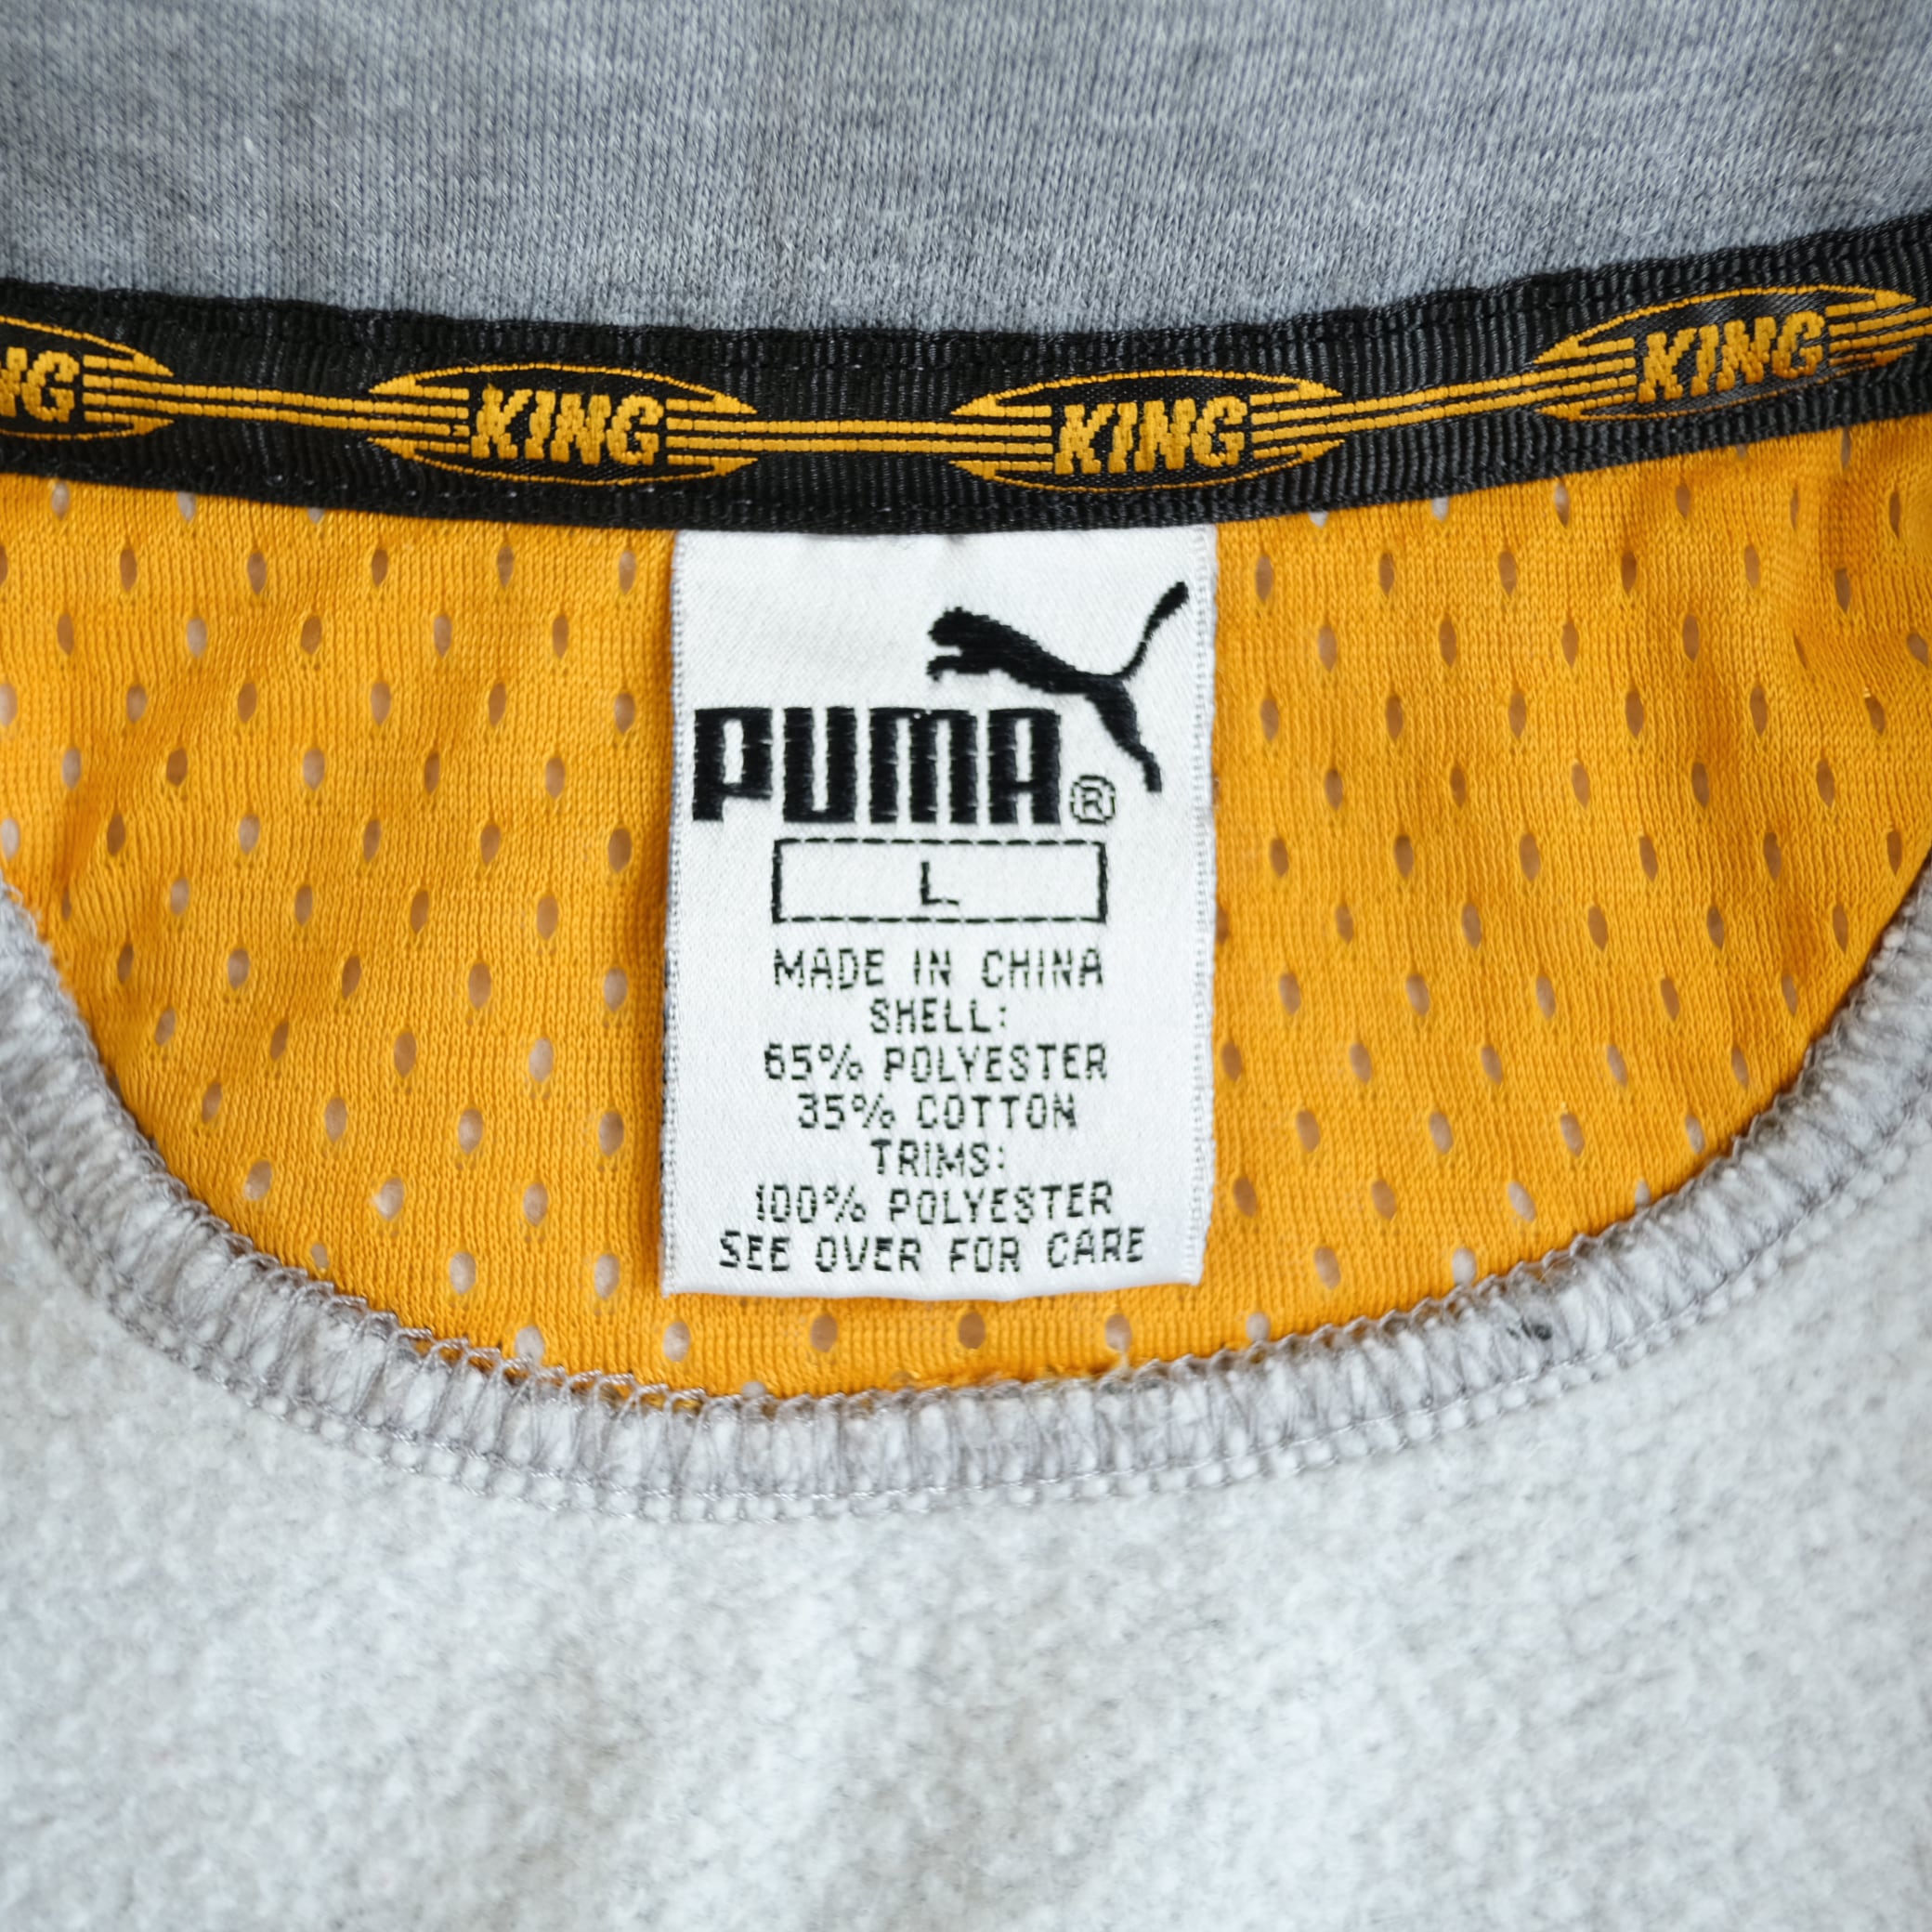 NG KING KING KING
PUMA®
L
MADE IN CHINA
SHELL:
65% POLYESTER
35% COTTON
TRIMS:
100% POLYESTER
SEE OVER FOR CARE